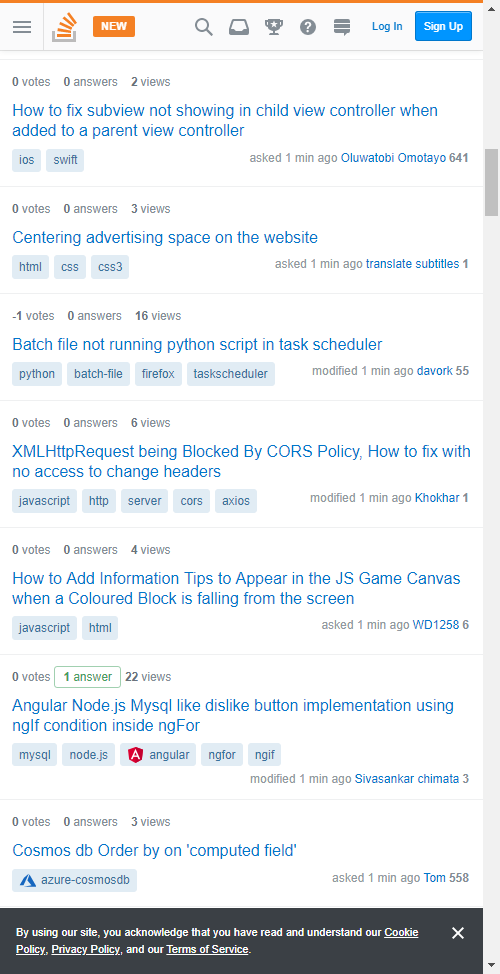 NEW Log In Sign Up
0 votes 0 answers 2 views
How to fix subview not showing in child view controller when
added to a parent view controller
ios swift
asked 1 min ago Oluwatobi Omotayo 641
0 votes 0 answers 3 views
Centering advertising space on the website
html css css3
asked 1 min ago translate subtitles 1
-1 votes 0 answers 16 views
Batch file not running python script in task scheduler
python batch-file firefox taskscheduler
modified 1 min ago davork 55
0 votes 0 answers 6 views
XMLHttpRequest being Blocked By CORS Policy, How to fix with
no access to change headers
javascript http server cors axios
modified 1 min ago Khokhar 1
0 votes 0 answers 4 views
How to Add Information Tips to Appear in the JS Game Canvas
when a Coloured Block is falling from the screen
javascript html
asked 1 min ago WD1258 6
0 votes 1 answer 22 views
Angular Node.js Mysql like dislike button implementation using
ngIf condition inside ngFor
mysql node.js angular ngfor ngif
modified 1 min ago Sivasankar chimata 3
0 votes 0 answers 3 views
Cosmos db Order by on 'computed field'
azure-cosmosdb
asked 1 min ago Tom 558
By using our site, you acknowledge that you have read and understand our Cookie
Policy, Privacy Policy, and our Terms of Service.